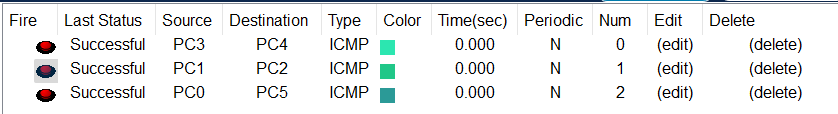 Fire Last Status Source Destination Type Color Time(sec) Periodic Num Edit Delete
Successful PC3 PC4 ICMP 0.000 N 0 (edit) (delete)
Successful PC1 PC2 ICMP 0.000 N 1 (edit) (delete)
Successful PC0 PC5 ICMP 0.000 N 2 (edit) (delete)